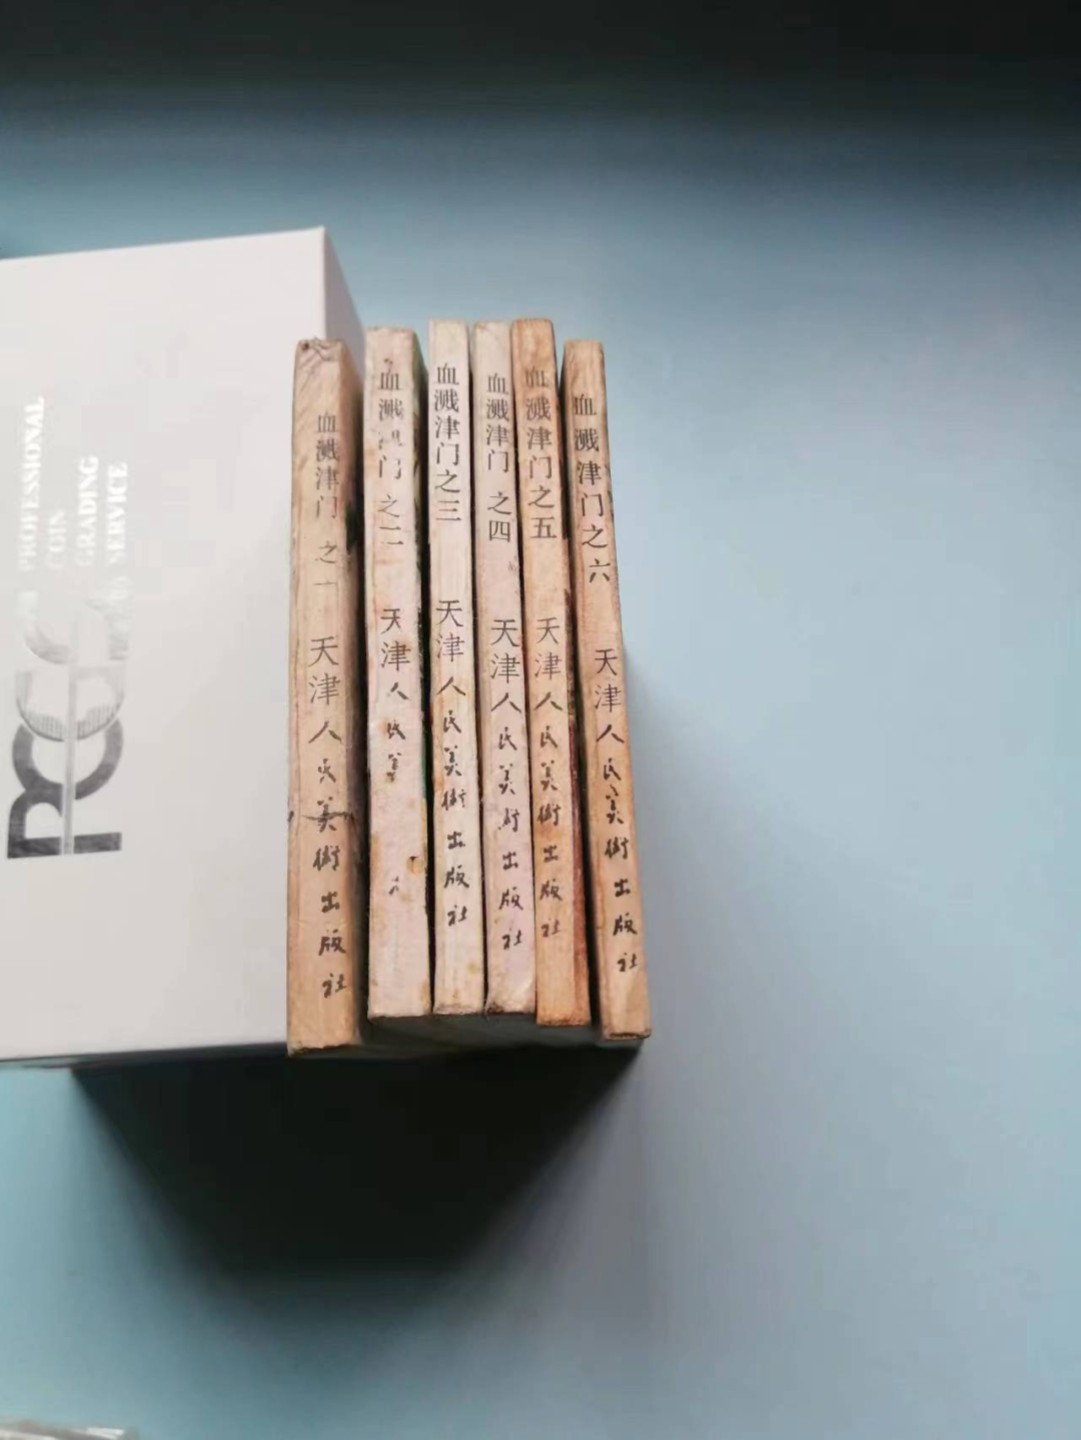 PCGS
PROFESSIONAL
COIN
GRADING
SERVICE
血溅津门 之一 天津人民美術出版社
血溅津门 之二 天津人民美
血溅津门之三 天津人民美術出版社
血溅津门 之四 天津人民美術出版社
血溅津门之五 天津人民美術出版社
血溅津门之六 天津人民美術出版社